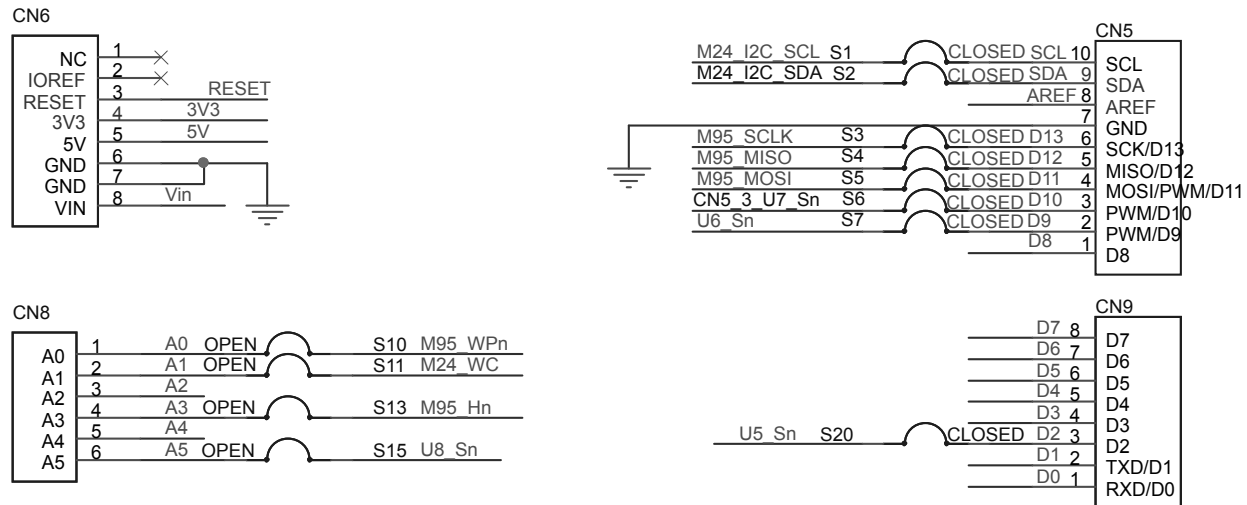 CN6
NC 1
IOREF 2
RESET 3 RESET
3V3 4 3V3
5V 5 5V
GND 6
GND 7
VIN 8 Vin
CN5
M24_I2C_SCL S1 CLOSED SCL 10 SCL
M24_I2C_SDA S2 CLOSED SDA 9 SDA
AREF 8 AREF
7 GND
M95_SCLK S3 CLOSED D13 6 SCK/D13
M95_MISO S4 CLOSED D12 5 MISO/D12
M95_MOSI S5 CLOSED D11 4 MOSI/PWM/D11
CN5_3_U7_Sn S6 CLOSED D10 3 PWM/D10
U6_Sn S7 CLOSED D9 2 PWM/D9
D8 1 D8
CN8
A0 1 A0 OPEN S10 M95_WPn
A1 2 A1 OPEN S11 M24_WC
A2 3 A2
A3 4 A3 OPEN S13 M95_Hn
A4 5 A4
A5 6 A5 OPEN S15 U8_Sn
CN9
D7 8 D7
D6 7 D6
D5 6 D5
D4 5 D4
D3 4 D3
U5_Sn S20 CLOSED D2 3 D2
D1 2 TXD/D1
D0 1 RXD/D0